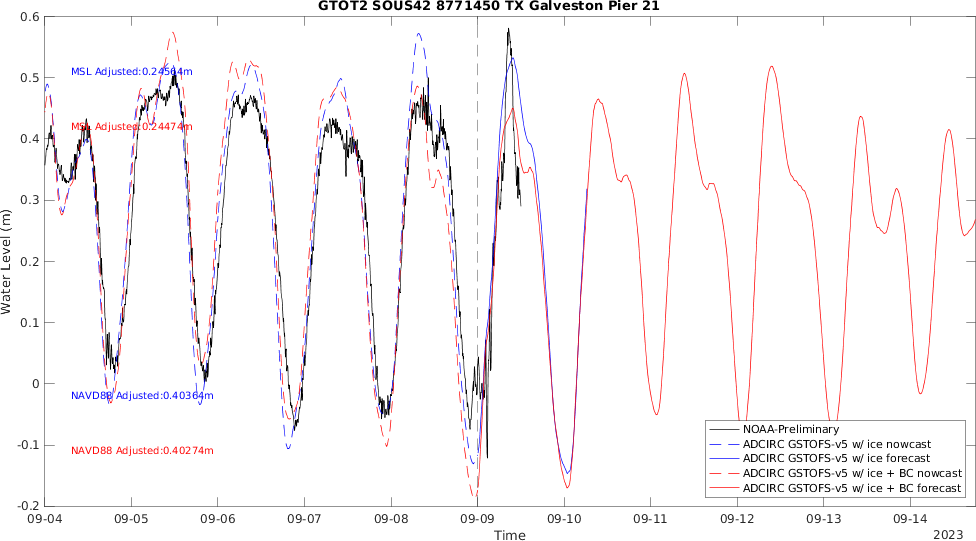 GTOT2 SOUS42 8771450 TX Galveston Pier 21
Water Level (m)
0.6
0.5
0.4
0.3
0.2
0.1
0
-0.1
-0.2
MSL Adjusted:0.24564m
MSL Adjusted:0.24474m
NAVD88 Adjusted:0.40364m
NAVD88 Adjusted:0.40274m
NOAA-Preliminary
ADCIRC GSTOFS-v5 w/ ice nowcast
ADCIRC GSTOFS-v5 w/ ice forecast
ADCIRC GSTOFS-v5 w/ ice + BC nowcast
ADCIRC GSTOFS-v5 w/ ice + BC forecast
09-04 09-05 09-06 09-07 09-08 09-09 09-10 09-11 09-12 09-13 09-14
Time
2023